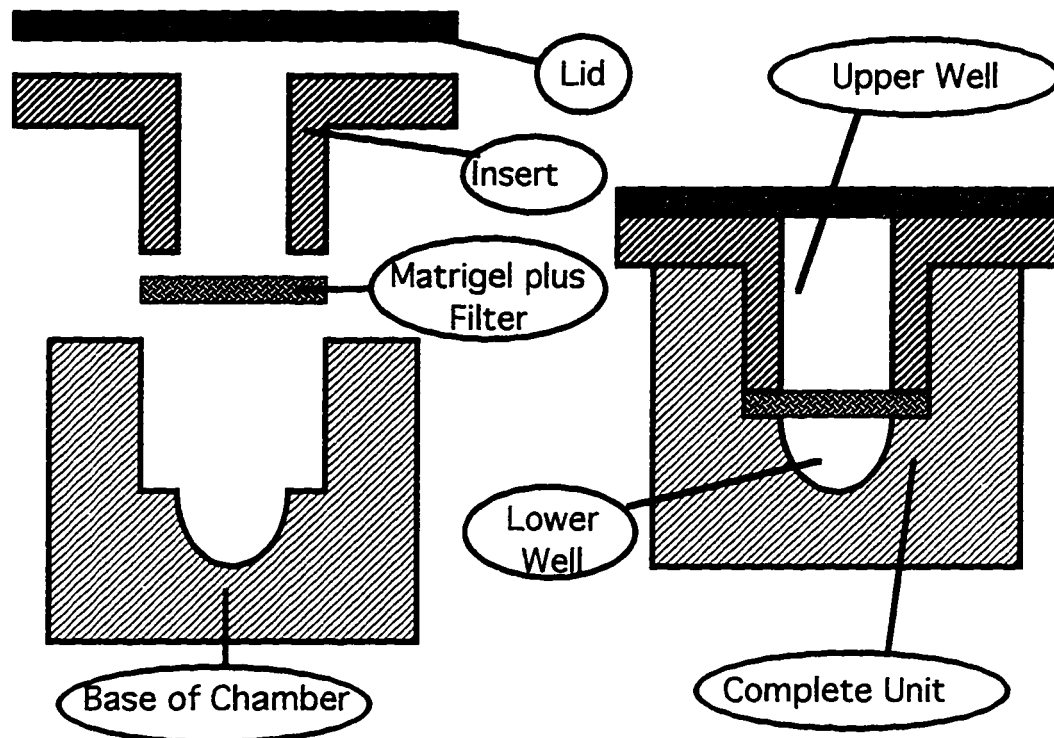 Lid
Upper Well
Insert
Matrigel plus
Filter
Lower
Well
Base of Chamber
Complete Unit